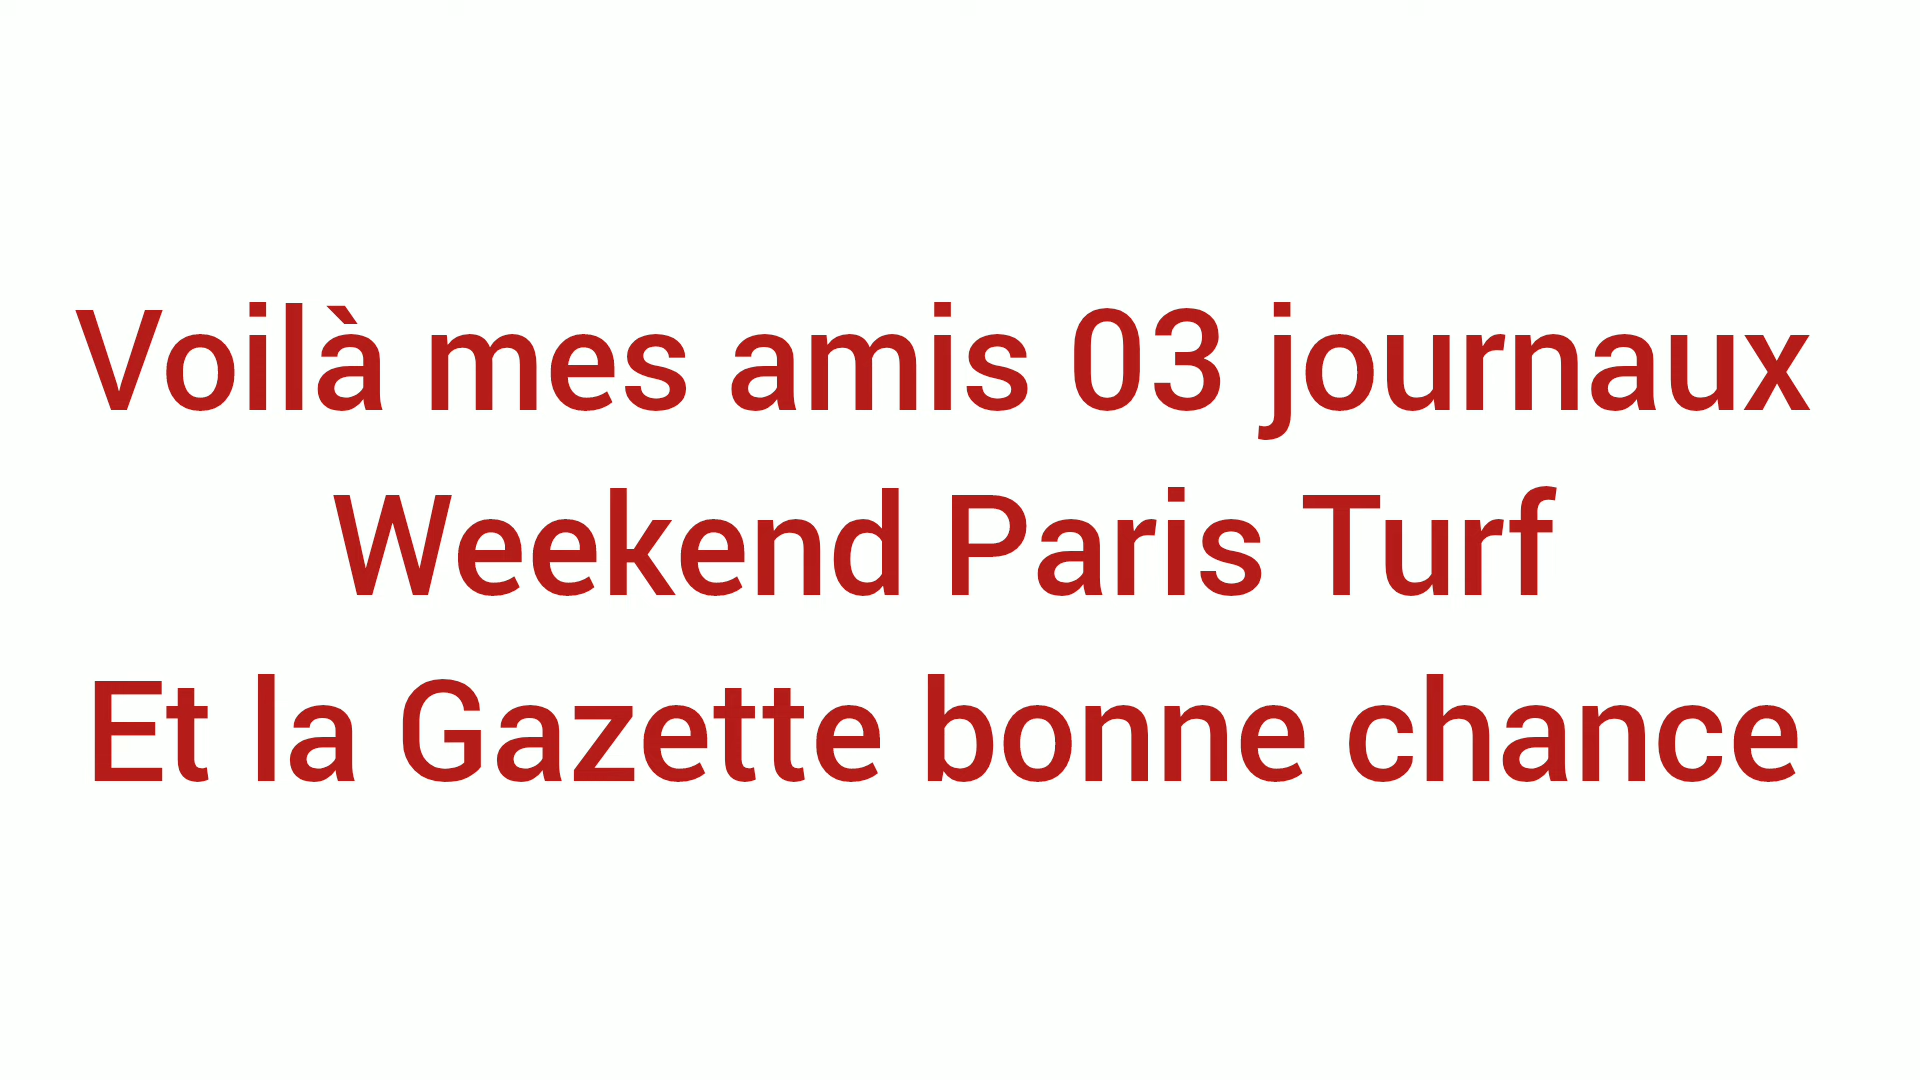 Voilà mes amis 03 journaux
Weekend Paris Turf
Et la Gazette bonne chance